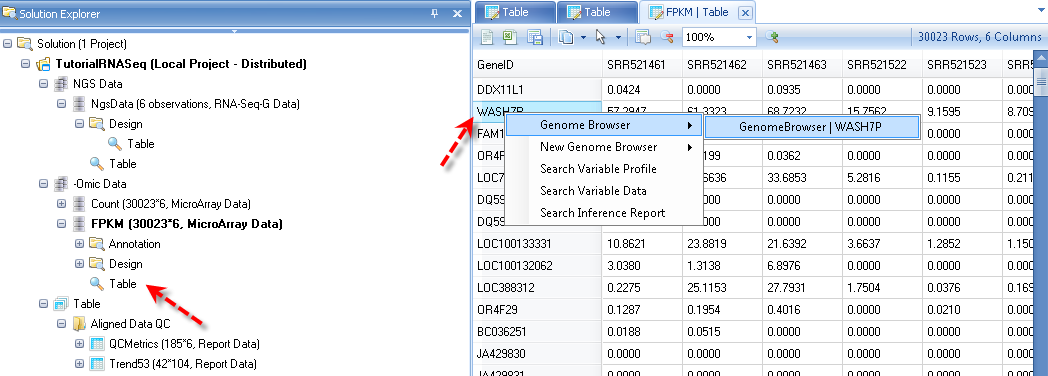 Solution Explorer
Solution (1 Project)
TutorialRNASeq (Local Project - Distributed)
NGS Data
NgsData (6 observations, RNA-Seq-G Data)
Design
Table
Table
-Omic Data
Count (30023*6, MicroArray Data)
FPKM (30023*6, MicroArray Data)
Annotation
Design
Table
Table
Aligned Data QC
QCMetrics (185*6, Report Data)
Trend53 (42*104, Report Data)
Table Table FPKM | Table
100% 30023 Rows, 6 Columns
GeneID SRR521461 SRR521462 SRR521463 SRR521522 SRR521523 SRR5
DDX11L1 0.0424 0.0000 0.0935 0.0000 0.0000 0.000
WASH7P 57.2947 61.3323 68.7232 15.7562 9.1595 8.709
FAM1 0.0000
OR4F 199 0.0362 0.0000 0.0000 0.000
LOC7 6636 33.6853 5.2816 0.1155 0.211
DQ59 0.0000 0.0000 0.0000 0.000
DQ59 0.0000 0.0000 0.0000 0.000
LOC100133331 10.8621 23.8819 21.6392 3.6637 1.2852 1.150
LOC100132062 3.0380 1.3138 6.8976 0.0000 0.0000 0.000
LOC388312 0.2275 25.1153 27.7931 1.7504 0.0376 0.169
OR4F29 0.1287 0.1954 0.4016 0.0000 0.0210 0.000
BC036251 0.0188 0.0515 0.0000 0.0000 0.0000 0.000
JA429830 0.0000 0.0000 0.0000 0.0000 0.0000 0.000
JA429831 0.0000 0.0000 0.0000 0.0000 0.0000 0.000
Genome Browser
New Genome Browser
Search Variable Profile
Search Variable Data
Search Inference Report
GenomeBrowser | WASH7P